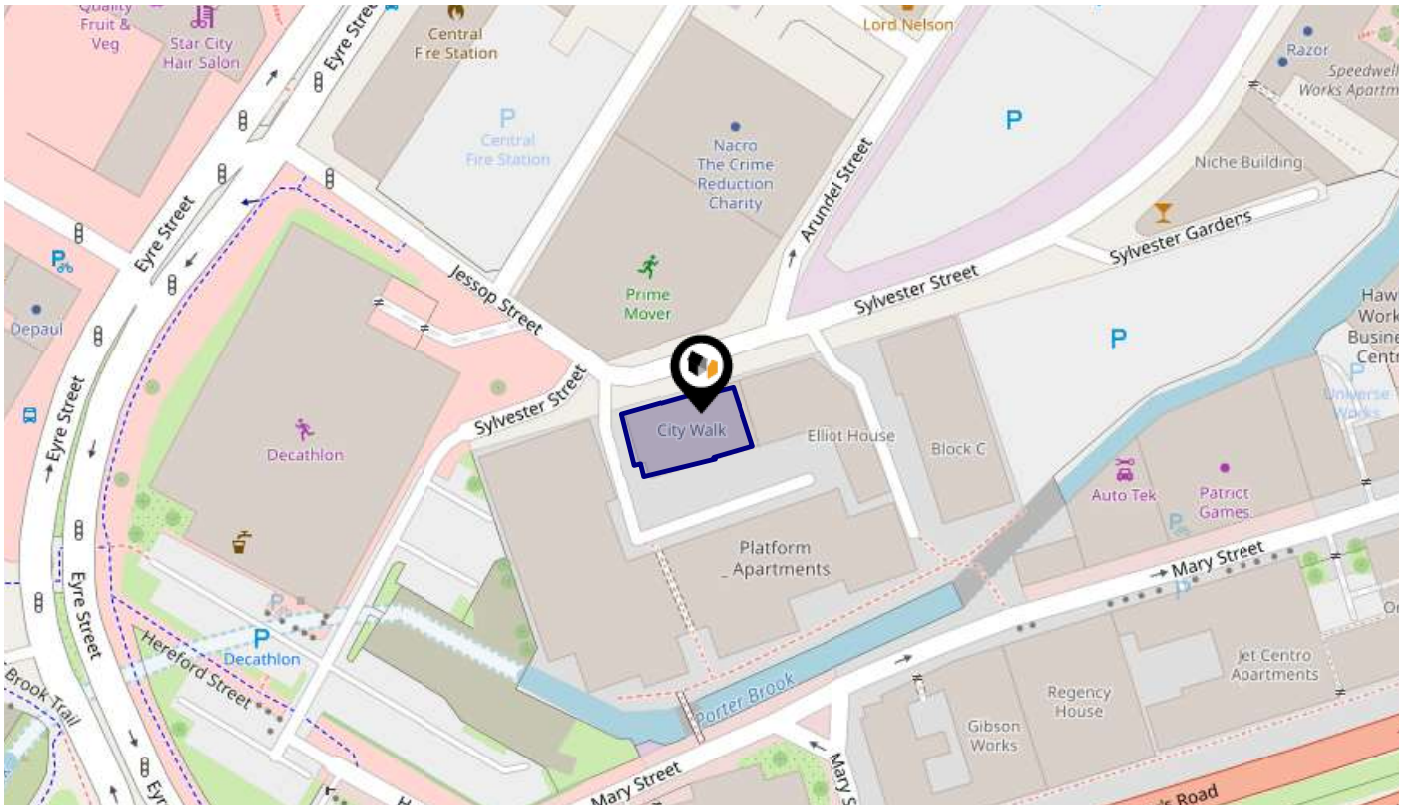 Quality
Fruit &
Veg
Star City
Hair Salon
Eyre Street
Central
Fire Station
Lord Nelson
Razor
Speedwell
Works Apartm
P
Central
Fire Station
Nacro
The Crime
Reduction
Charity
P
Niche Building
Arundel Street
Eyre Street
P
Depaul
Jessop Street
Prime
Mover
Sylvester Street
Sylvester Gardens
Haw
Work
Busine
Centr
P
Universe
Works
P
Eyre Street
Decathlon
Sylvester Street
City Walk
Elliot House
Block C
Auto Tek
Patrict
Games
P
Platform
_ Apartments
Mary Street
P
Eyre Street
P
P
Decathlon
Hereford Street
Brook Trail
Porter Brook
Jet Centro
Apartments
Regency
House
Gibson
Works
Mary Street
Mary S
's Road
Eyr
H
O